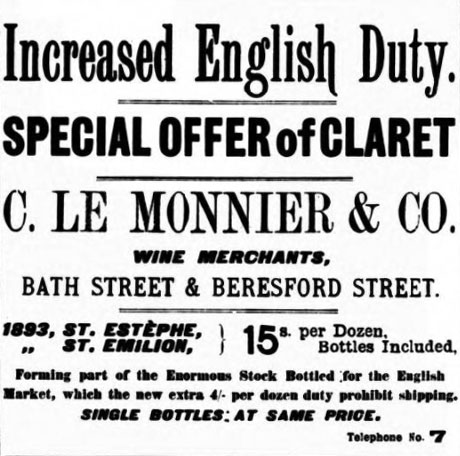 Increased English Duty.
SPECIAL OFFER of CLARET
C. LE MONNIER & CO.
WINE MERCHANTS,
BATH STREET & BERESFORD STREET.
1893, ST. ESTÈPHE, } 15s. per Dozen,
„ ST. EMILION, Bottles Included,
Forming part of the Enormous Stock Bottled for the English
Market, which the new extra 4/- per dozen duty prohibit shipping.
SINGLE BOTTLES: AT SAME PRICE.
Telephone No. 7